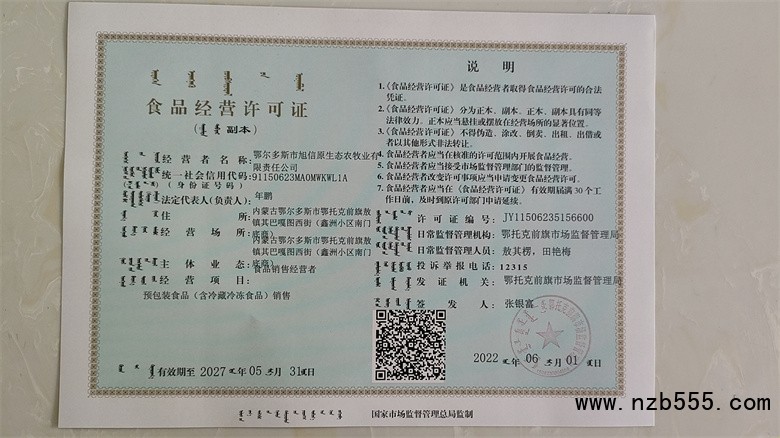 食品经营许可证
（副本）
经营者名称：鄂尔多斯市旭信原生态农牧业有
限责任公司
统一社会信用代码：91150623MA0MWKWL1A
（身份证号码）
法定代表人（负责人）：年鹏
住所：内蒙古鄂尔多斯市鄂托克前旗敖
镇其巴嘎图西街（鑫洲小区南门
底商）
经营场所：内蒙古鄂尔多斯市鄂托克前旗敖
镇其巴嘎图西街（鑫洲小区南门
底商）
主体业态：食品销售经营者
经营项目：
预包装食品（含冷藏冷冻食品）销售
有效期至 2027 年 05 月 31 日
说明
1.《食品经营许可证》是食品经营者取得食品经营许可的合法
凭证。
2.《食品经营许可证》分为正本、副本。正本、副本具有同等
法律效力。正本应当悬挂或摆放在经营场所的显著位置。
3.《食品经营许可证》不得伪造、涂改、倒卖、出租、出借或
者以其他形式非法转让。
4.食品经营者应当在核准的许可范围内开展食品经营。
5.食品经营者应当接受市场监督管理部门的监督管理。
6.食品经营者改变许可事项应当申请变更食品经营许可。
7.食品经营者应当在《食品经营许可证》有效期届满 30 个工
作日前，及时到原许可部门申请延续。
许可证编号：JY11506235156600
日常监督管理机构：鄂托克前旗市场监督管理局
日常监督管理人员：敖其楞，田艳梅
投诉举报电话：12315
发证机关：鄂托克前旗市场监督管理局
签发人：张银富
2022 年 06 月 01 日
国家市场监督管理总局监制
www.nzb555.com